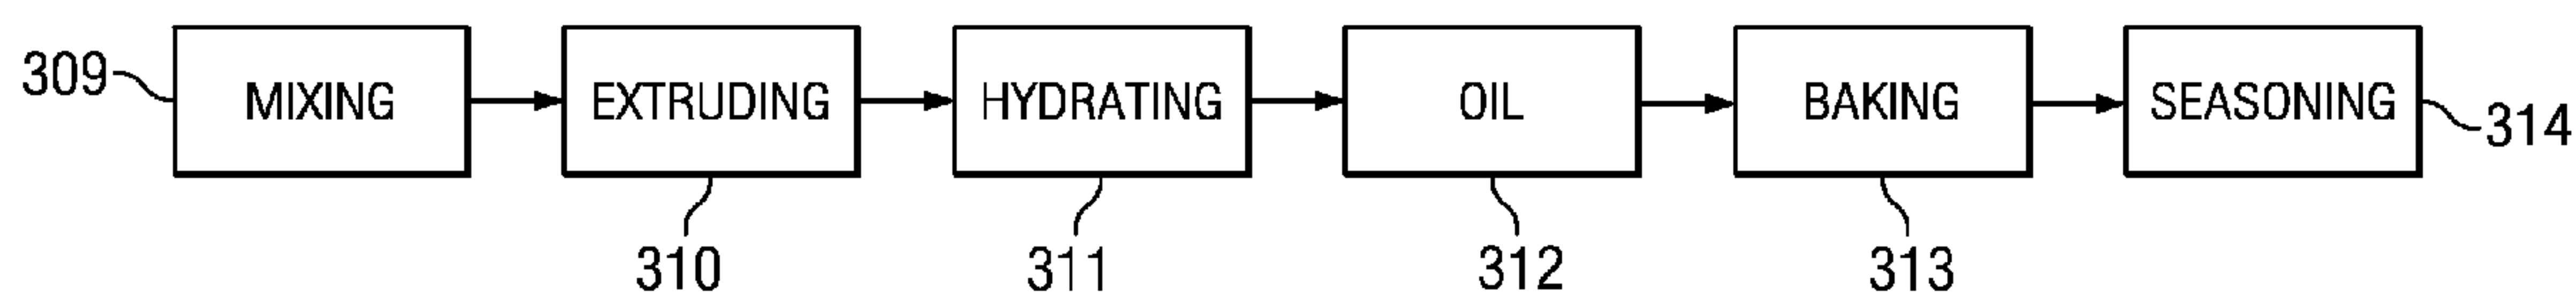 309 MIXING EXTRUDING HYDRATING OIL BAKING SEASONING 314
310 311 312 313